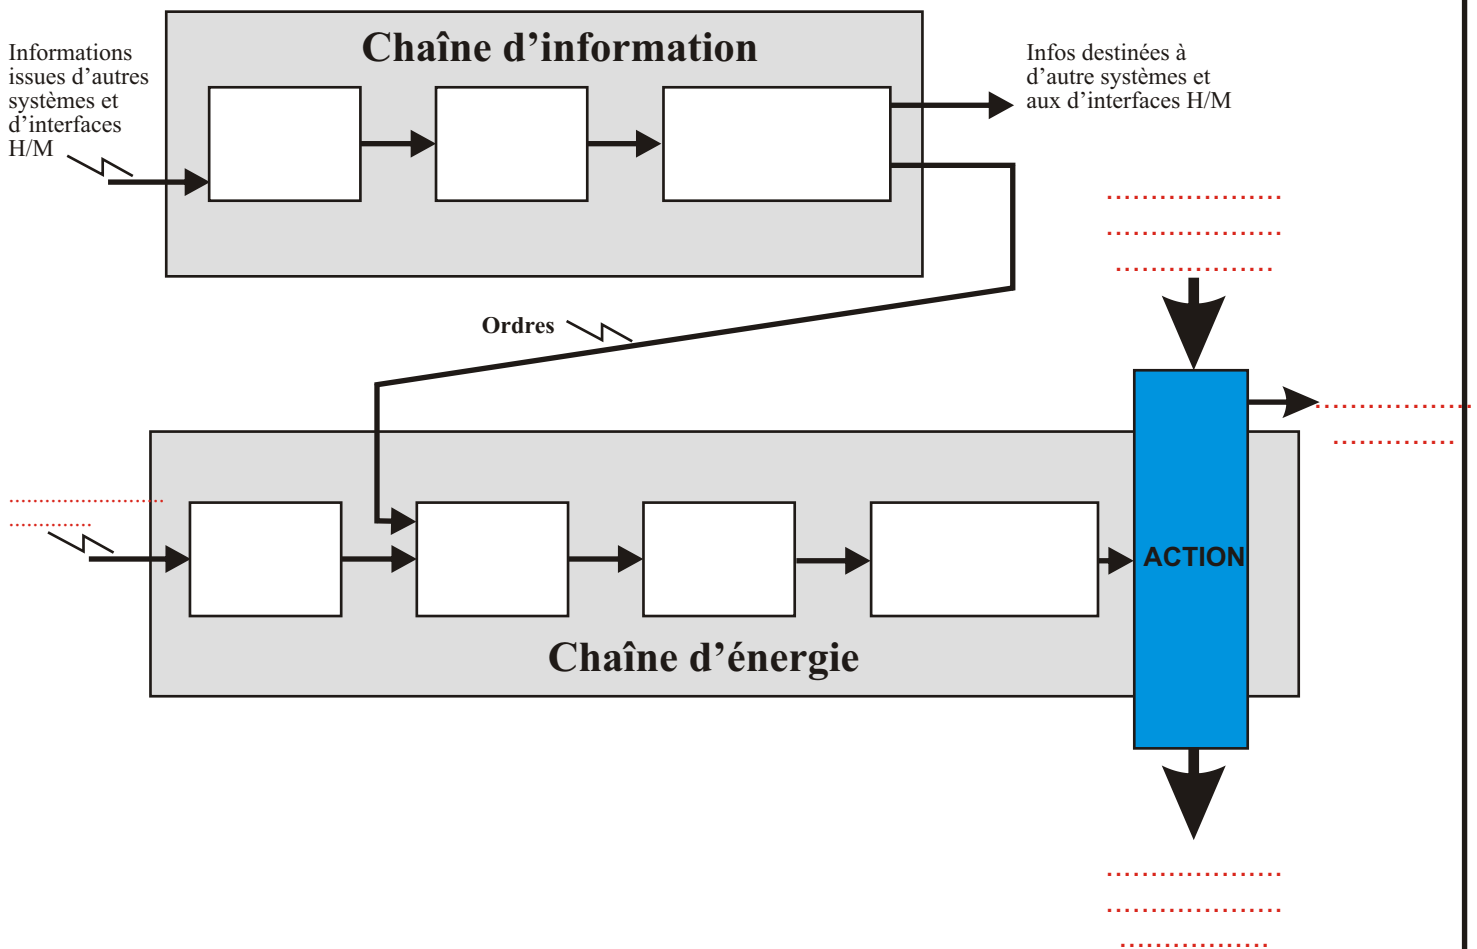 Chaîne d'information
Informations
issues d'autres
systèmes et
d'interfaces
H/M
Infos destinées à
d'autre systèmes et
aux d'interfaces H/M
Ordres
ACTION
Chaîne d'énergie